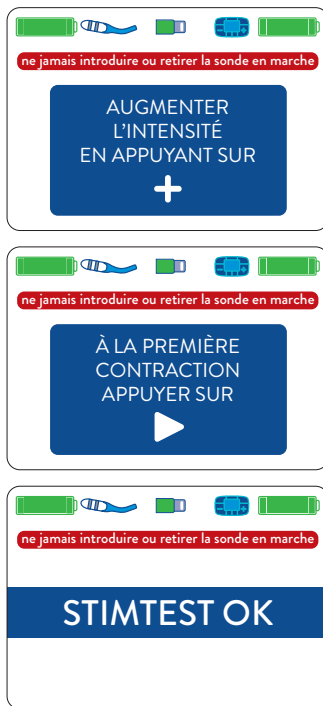 ne jamais introduire ou retirer la sonde en marche
AUGMENTER
L'INTENSITÉ
EN APPUYANT SUR
+
ne jamais introduire ou retirer la sonde en marche
À LA PREMIÈRE
CONTRACTION
APPUYER SUR
ne jamais introduire ou retirer la sonde en marche
STIMTEST OK